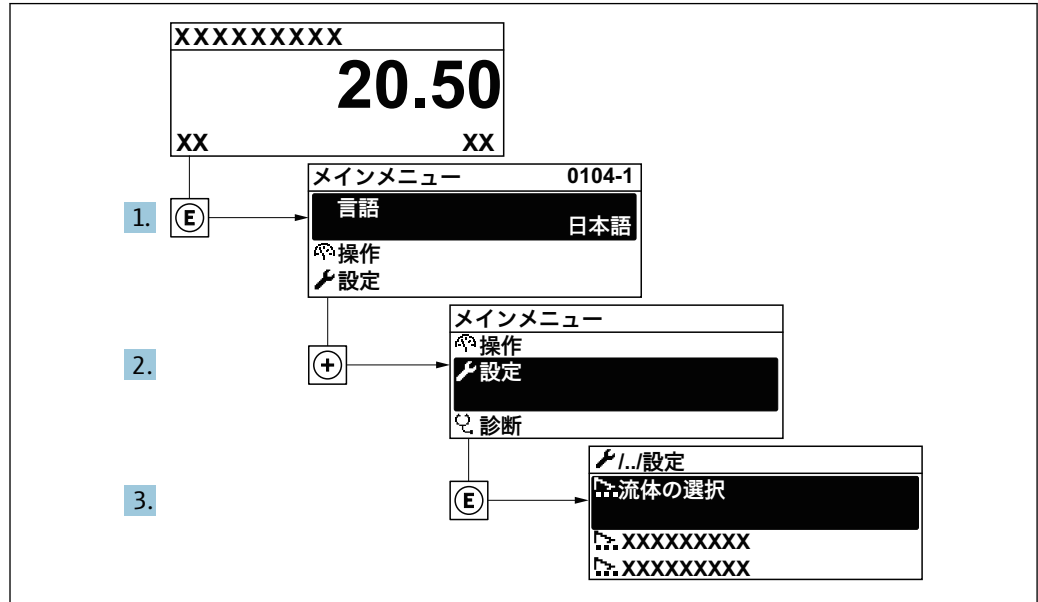 XXXXXXXXX
20.50
XX XX
メインメニュー 0104-1
1. E 言語
日本語
操作
設定
メインメニュー
操作
2. + 設定
診断
/../設定
3. E 流体の選択
XXXXXXXXX
XXXXXXXXX